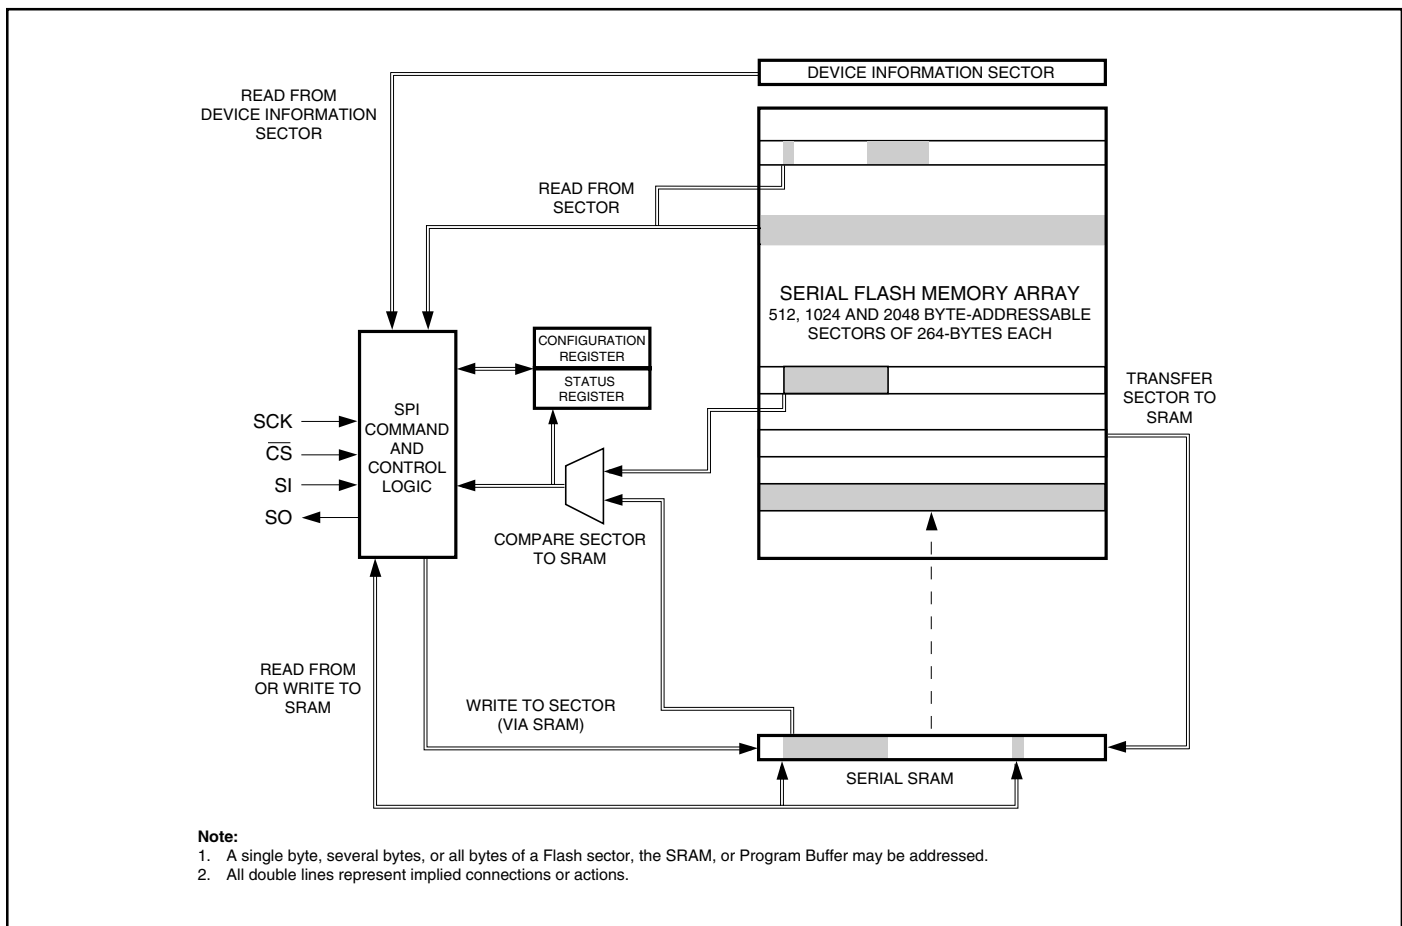 DEVICE INFORMATION SECTOR
READ FROM
DEVICE INFORMATION
SECTOR
READ FROM
SECTOR
SERIAL FLASH MEMORY ARRAY
512, 1024 AND 2048 BYTE-ADDRESSABLE
SECTORS OF 264-BYTES EACH
CONFIGURATION
REGISTER
STATUS
REGISTER
TRANSFER
SECTOR TO
SRAM
SCK
C̅S̅
SI
SO
SPI
COMMAND
AND
CONTROL
LOGIC
COMPARE SECTOR
TO SRAM
READ FROM
OR WRITE TO
SRAM
WRITE TO SECTOR
(VIA SRAM)
SERIAL SRAM
Note:
1. A single byte, several bytes, or all bytes of a Flash sector, the SRAM, or Program Buffer may be addressed.
2. All double lines represent implied connections or actions.